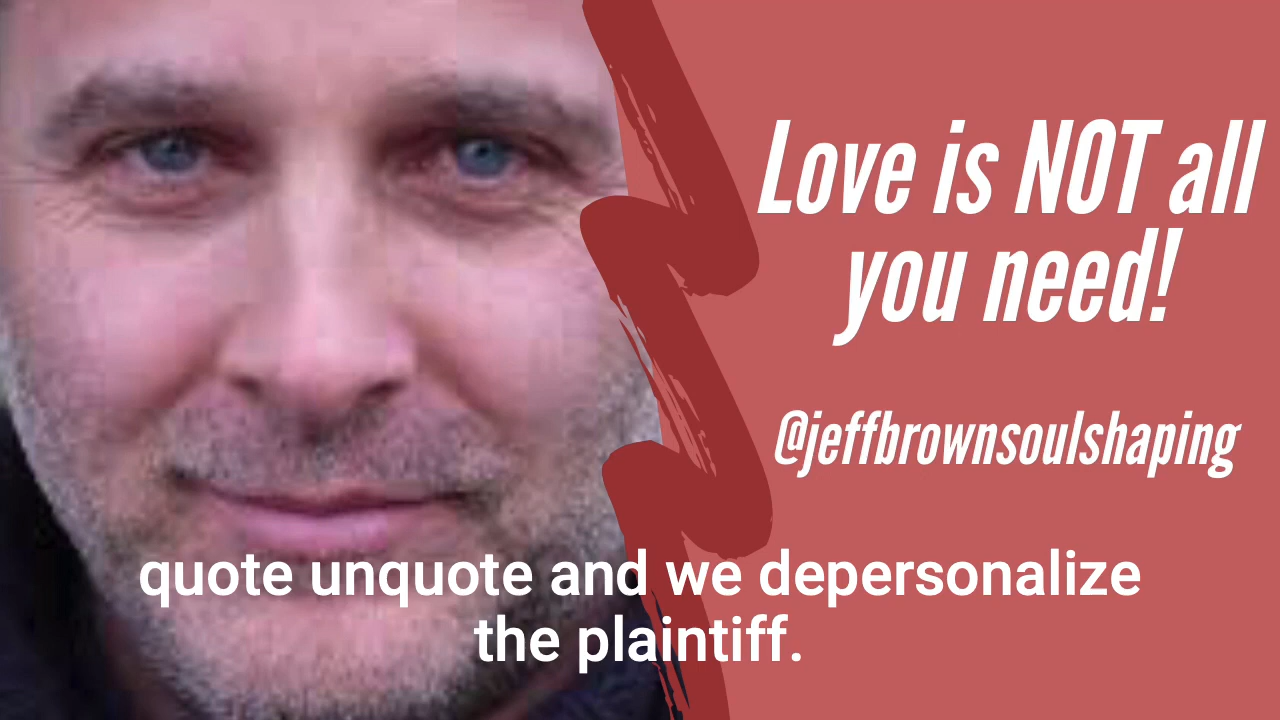 Love is NOT all
you need!
@jeffbrownsoulshaping
quote unquote and we depersonalize
the plaintiff.